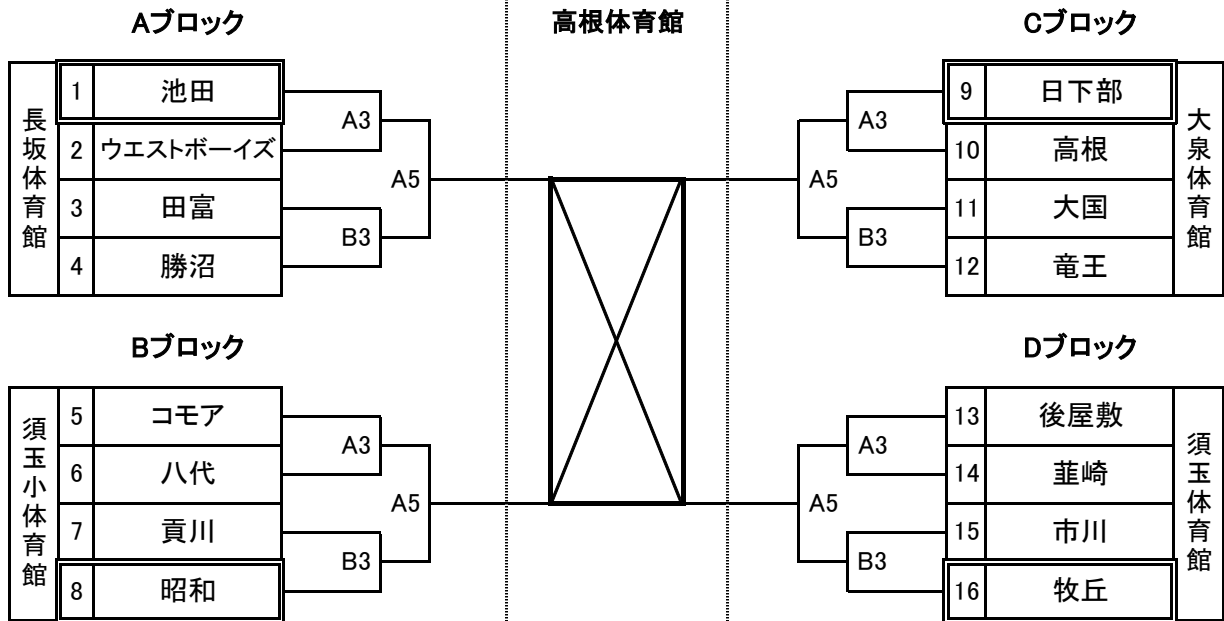 Aブロック
高根体育館
Cブロック
長坂体育館
1 池田
2 ウエストボーイズ
3 田富
4 勝沼
A3
B3
A5
A5
A3
B3
9 日下部
10 高根
11 大国
12 竜王
大泉体育館
Bブロック
Dブロック
須玉小体育館
5 コモア
6 八代
7 貢川
8 昭和
A3
B3
A5
A5
A3
B3
13 後屋敷
14 韮崎
15 市川
16 牧丘
須玉体育館